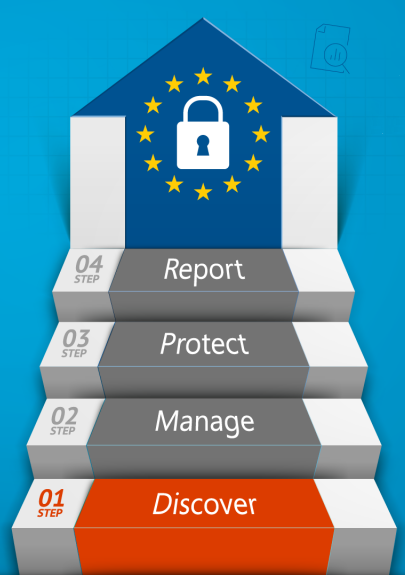 04
STEP
Report
03
STEP
Protect
02
STEP
Manage
01
STEP
Discover